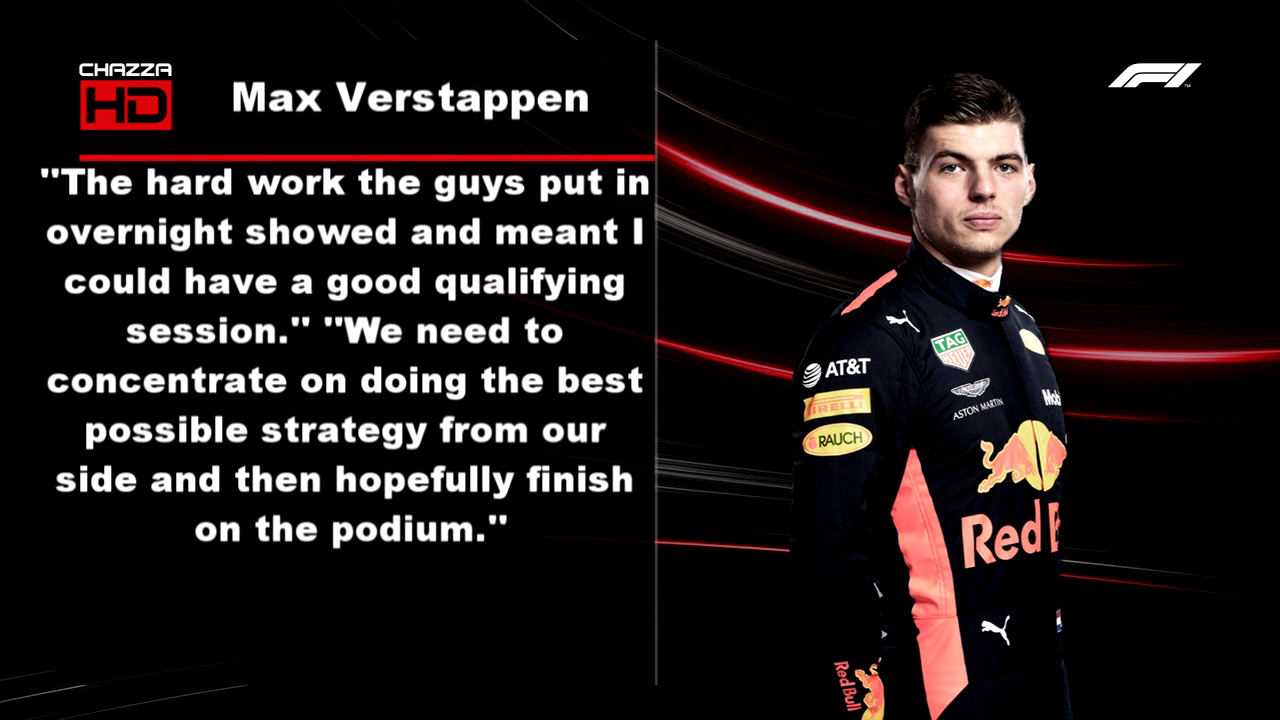 CHAZZA
HD
Max Verstappen
F1
"The hard work the guys put in
overnight showed and meant I
could have a good qualifying
session." "We need to
concentrate on doing the best
possible strategy from our
side and then hopefully finish
on the podium."
TAG
HEUER
AT&T
ASTON MARTIN
Mob
PIRELLI
RAUCH
Red B
Red Bull